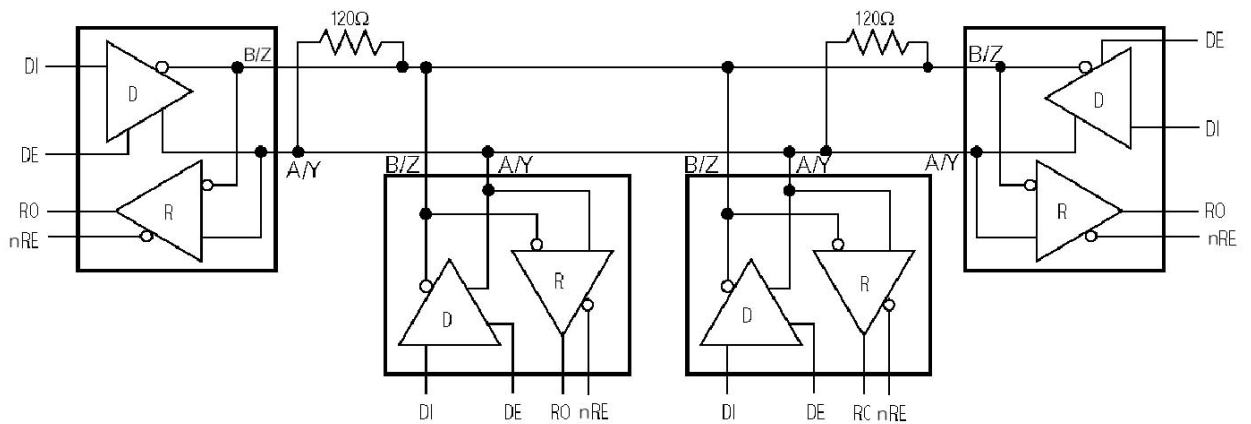 120Ω
120Ω
DI
B/Z
B/Z
DE
D
D
DI
DE
A/Y
B/Z
A/Y
B/Z
A/Y
A/Y
RO
R
R
RO
nRE
nRE
R
R
D
D
DI
DE
RO
nRE
DI
DE
RC
nRE